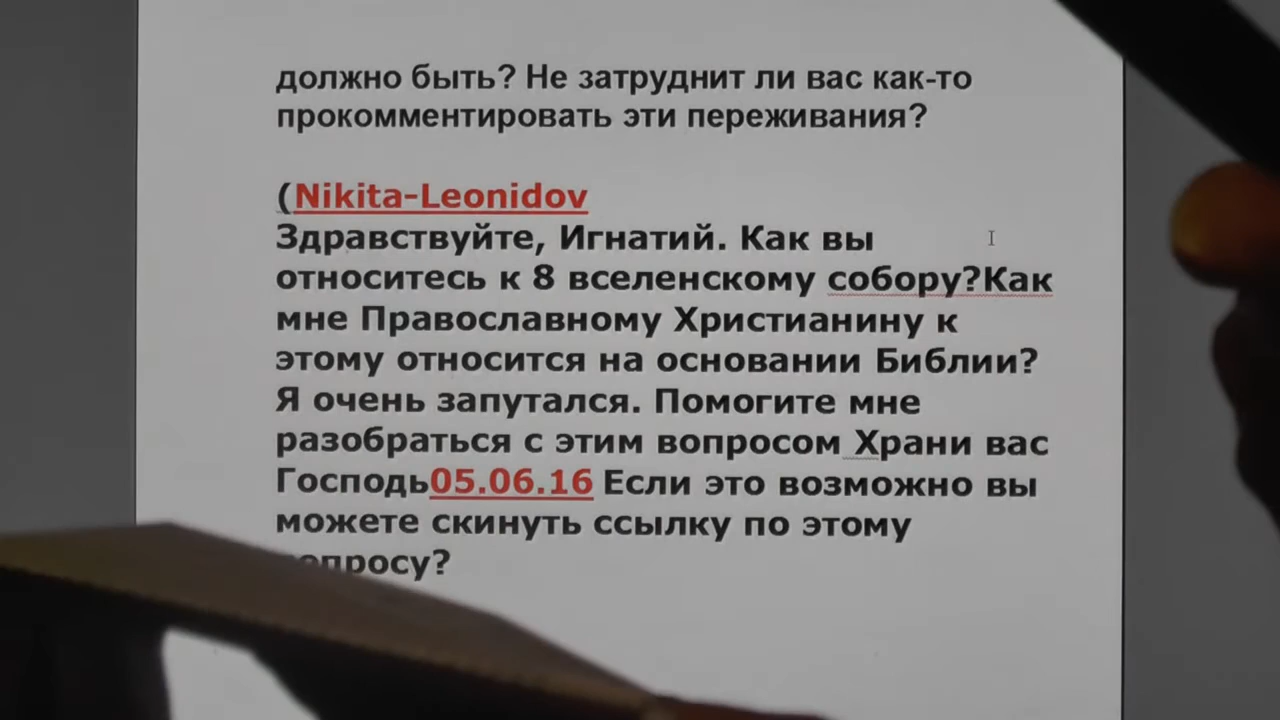 должно быть? Не затруднит ли вас как-то
прокомментировать эти переживания?
(Nikita-Leonidov
Здравствуйте, Игнатий. Как вы
относитесь к 8 вселенскому собору?Как
мне Православному Христианину к
этому относится на основании Библии?
Я очень запутался. Помогите мне
разобраться с этим вопросом Храни вас
Господь05.06.16 Если это возможно вы
можете скинуть ссылку по этому
вопросу?